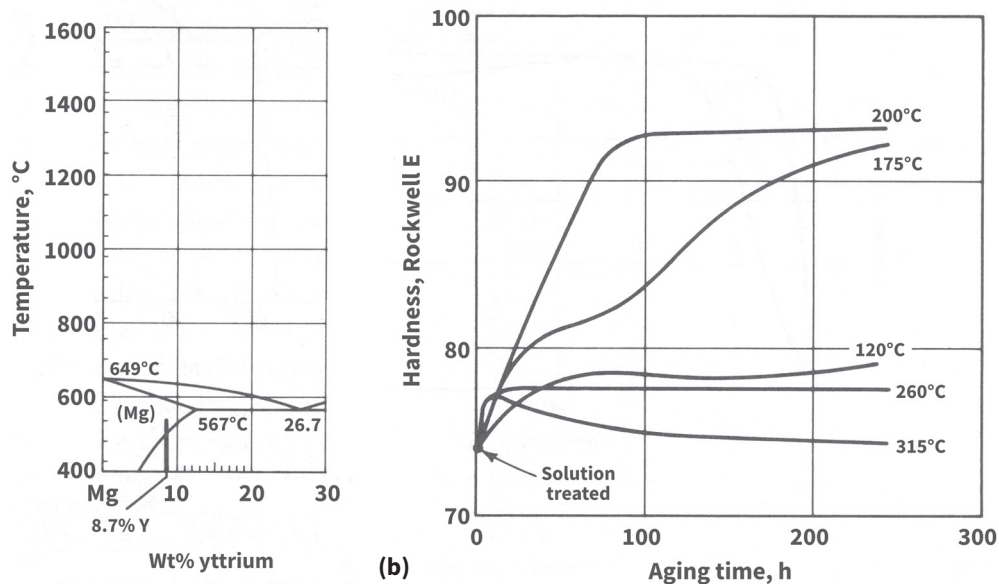 1600
1400
1200
1000
800
600
400
Temperature, °C
649°C
(Mg)
567°C
26.7
Mg
10
20
30
8.7% Y
Wt% yttrium
(b)
100
90
80
70
Hardness, Rockwell E
200°C
175°C
120°C
260°C
315°C
Solution
treated
0
100
200
300
Aging time, h